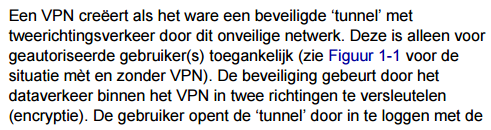 Een VPN creëert als het ware een beveiligde ‘tunnel’ met
tweerichtingsverkeer door dit onveilige netwerk. Deze is alleen voor
geautoriseerde gebruiker(s) toegankelijk (zie Figuur 1-1 voor de
situatie mèt en zonder VPN). De beveiliging gebeurt door het
dataverkeer binnen het VPN in twee richtingen te versleutelen
(encryptie). De gebruiker opent de ‘tunnel’ door in te loggen met de